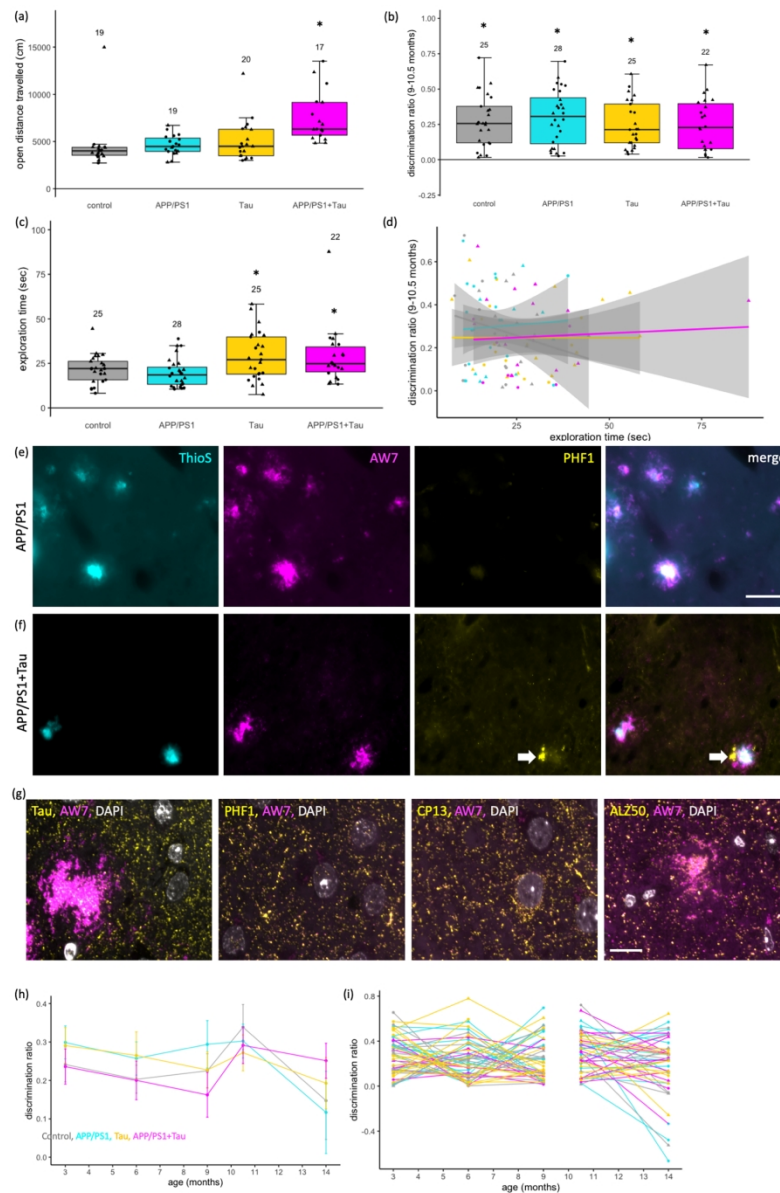 (a)
open distance travelled (cm)
15000
10000
5000
0
19
19
20
*
17
control
APP/PS1
Tau
APP/PS1+Tau
(b)
discrimination ratio (9-10.5 months)
1.00
0.75
0.50
0.25
0.00
-0.25
*
25
*
28
*
25
*
22
control
APP/PS1
Tau
APP/PS1+Tau
(c)
exploration time (sec)
100
75
50
25
0
25
28
*
25
22
*
control
APP/PS1
Tau
APP/PS1+Tau
(d)
discrimination ratio (9-10.5 months)
0.6
0.4
0.2
0.0
25
50
75
exploration time (sec)
(e)
APP/PS1
ThioS
AW7
PHF1
merge
(f)
APP/PS1+Tau
(g)
Tau, AW7, DAPI
PHF1, AW7, DAPI
CP13, AW7, DAPI
ALZ50, AW7, DAPI
(h)
discrimination ratio
0.4
0.3
0.2
0.1
0.0
Control, APP/PS1, Tau, APP/PS1+Tau
3 4 5 6 7 8 9 10 11 12 13 14
age (months)
(i)
discrimination ratio
0.8
0.4
0.0
-0.4
3 4 5 6 7 8 9 10 11 12 13 14
age (months)